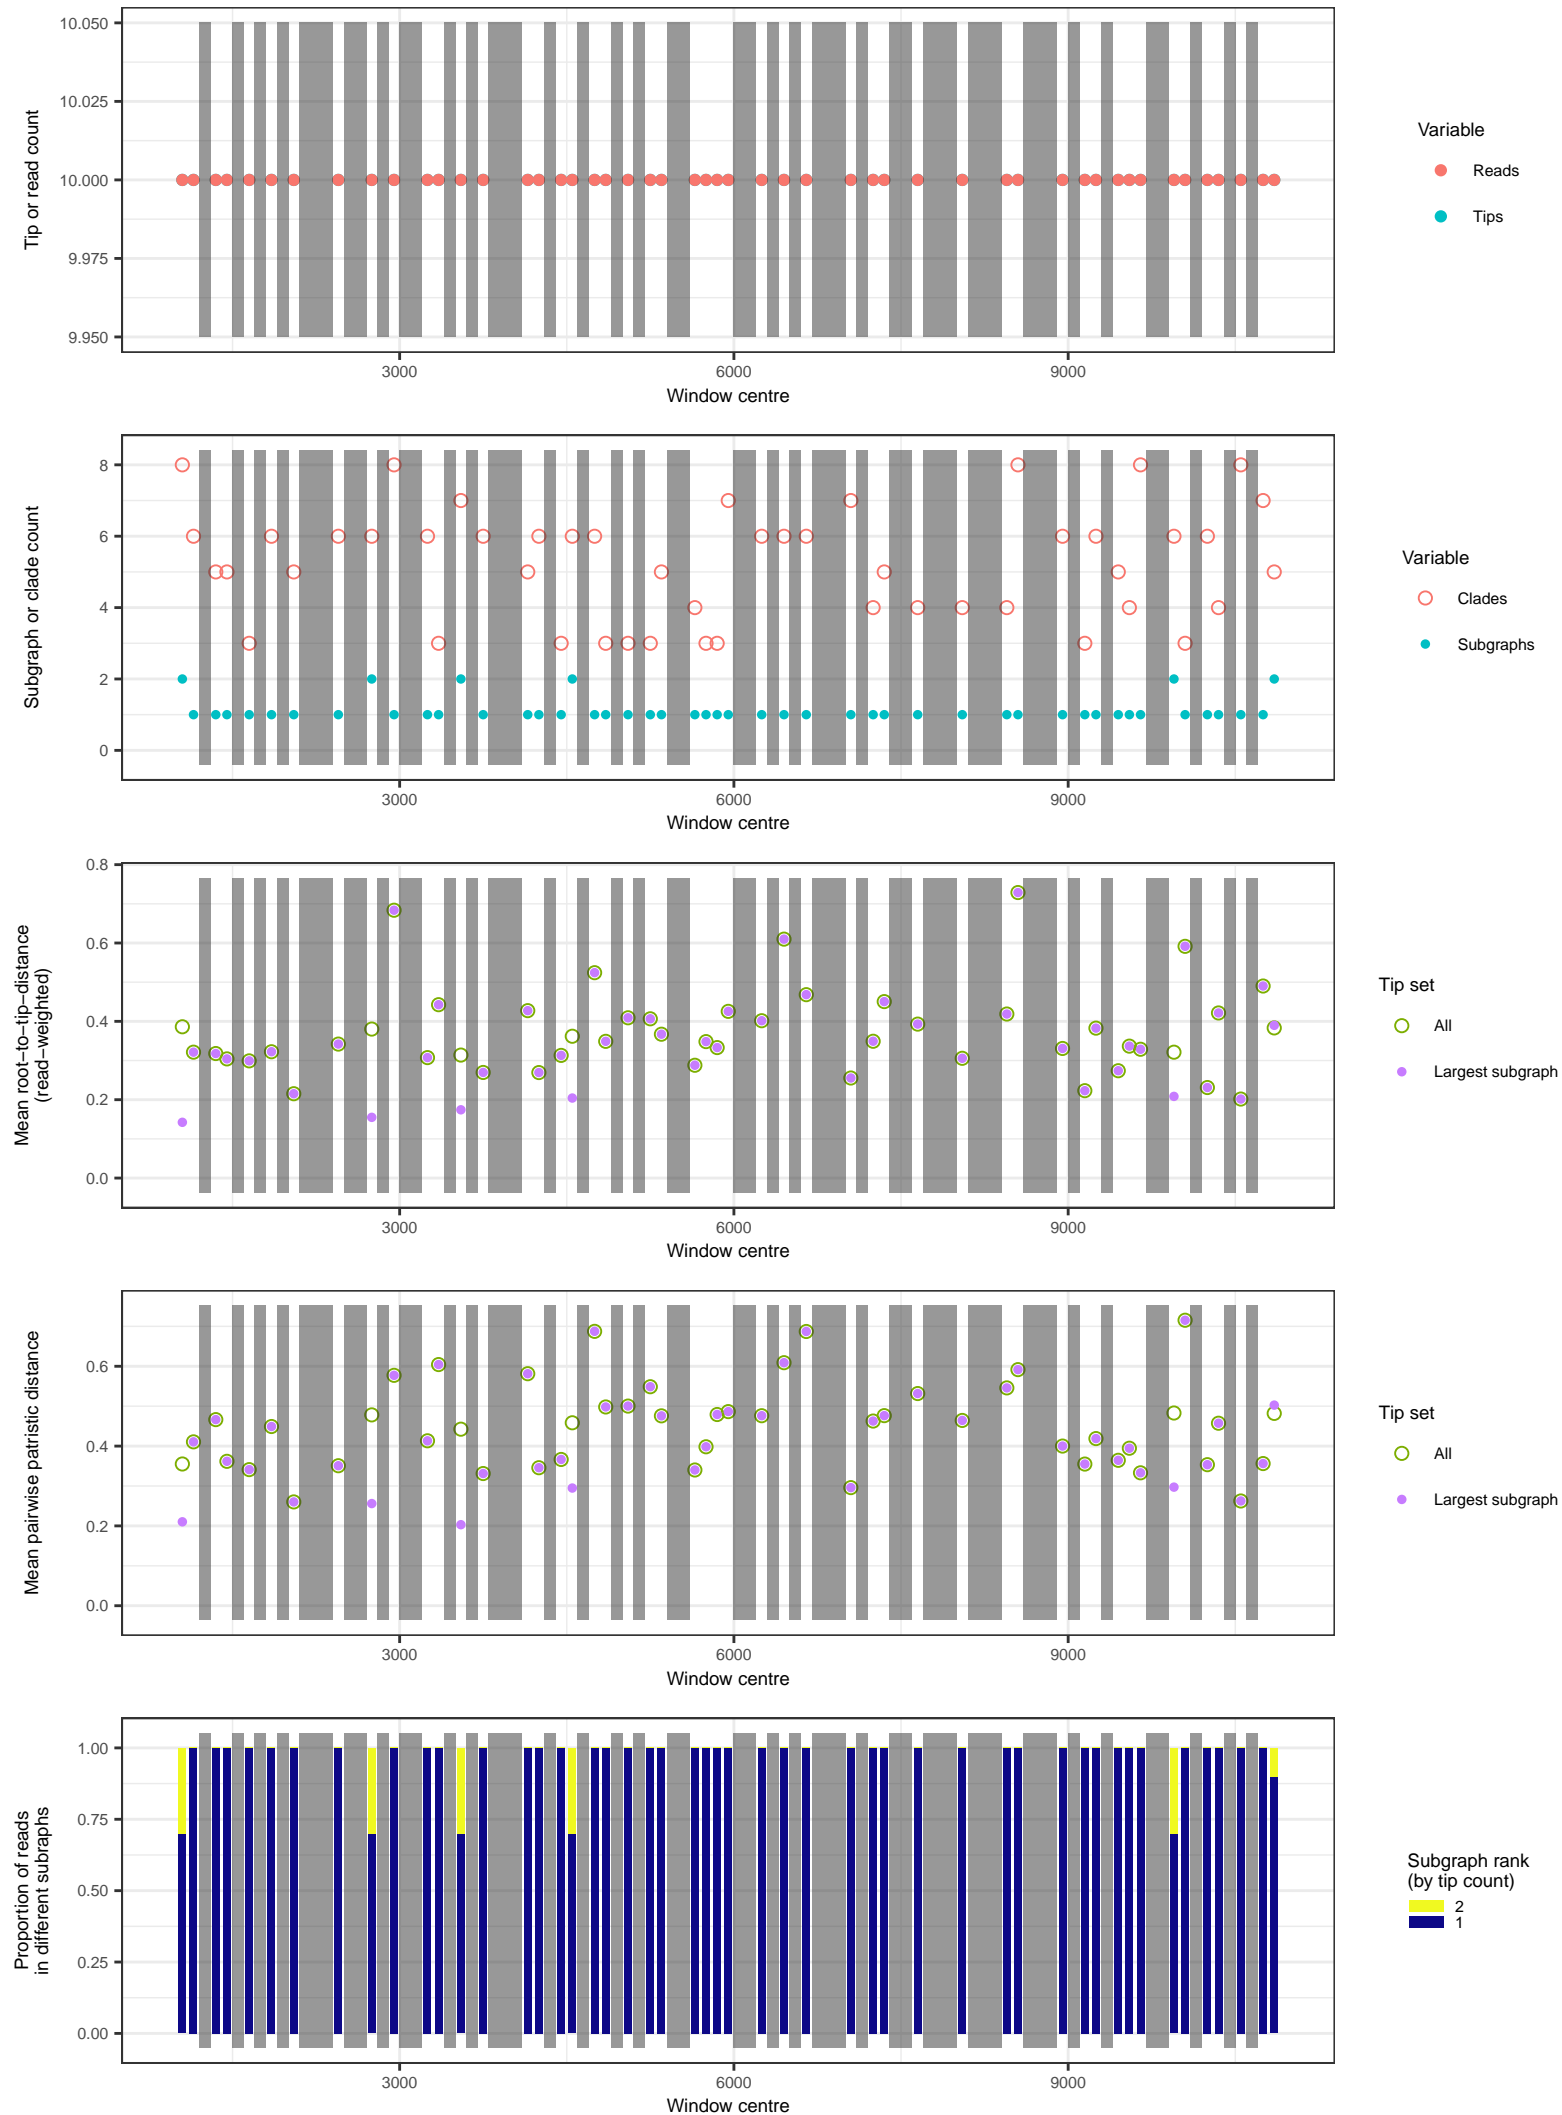 10.050
10.025
10.000
9.975
9.950
Tip or read count
3000
6000
9000
Window centre
Variable
Reads
Tips
8
6
4
2
0
Subgraph or clade count
3000
6000
9000
Window centre
Variable
Clades
Subgraphs
0.8
0.6
0.4
0.2
0.0
Mean root−to−tip−distance
(read−weighted)
3000
6000
9000
Window centre
Tip set
All
Largest subgraph
0.6
0.4
0.2
0.0
Mean pairwise patristic distance
3000
6000
9000
Window centre
Tip set
All
Largest subgraph
1.00
0.75
0.50
0.25
0.00
Proportion of reads
in different subraphs
3000
6000
9000
Window centre
Subgraph rank
(by tip count)
2
1